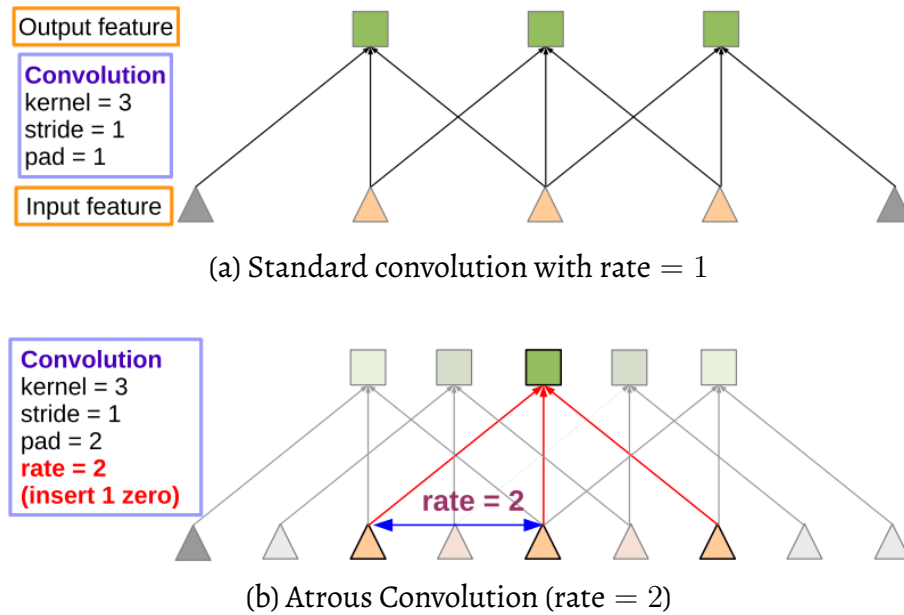 Output feature
Convolution
kernel = 3
stride = 1
pad = 1
Input feature
(a) Standard convolution with rate = 1
Convolution
kernel = 3
stride = 1
pad = 2
rate = 2
(insert 1 zero)
rate = 2
(b) Atrous Convolution (rate = 2)